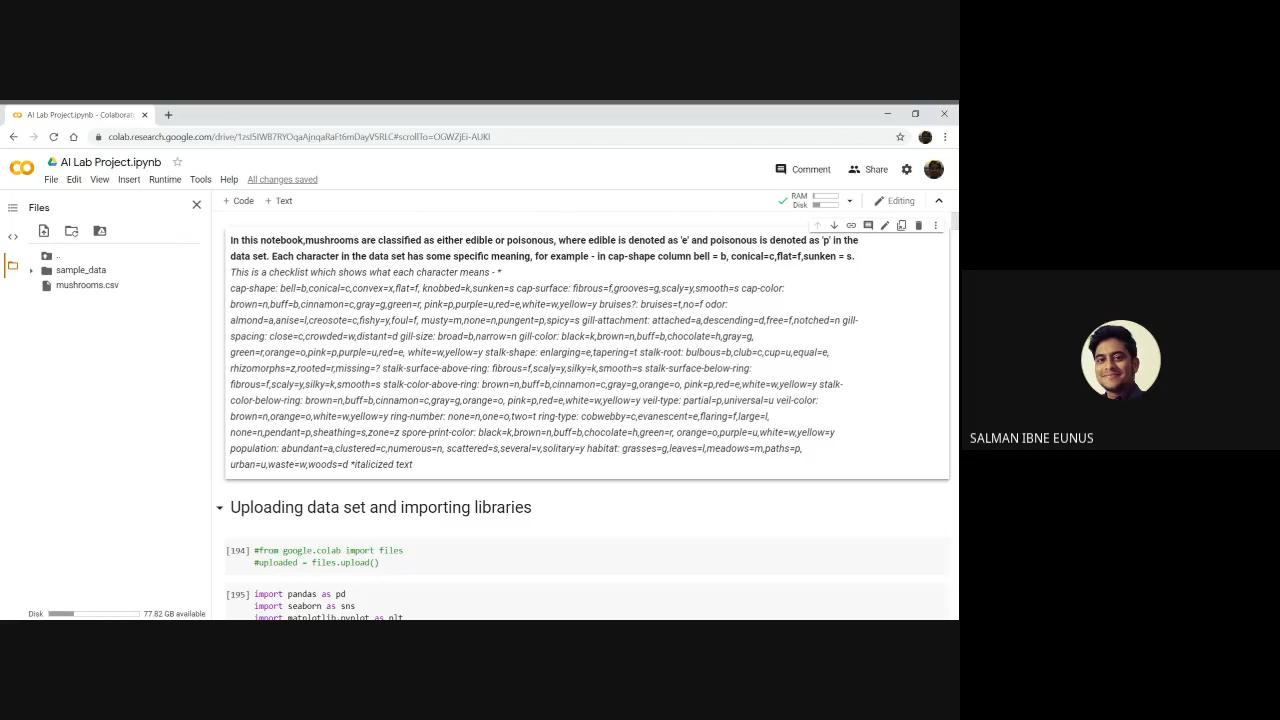 AI Lab Project.ipynb - Colaborato
colab.research.google.com/drive/1zsI5IWB7RYOqaAjnqaRaFt6mDayV5RLC#scrollTo=OGWZjEi-AUKI
AI Lab Project.ipynb
Comment Share
File Edit View Insert Runtime Tools Help All changes saved
Files
+ Code + Text
RAM
Disk
Editing
..
sample_data
mushrooms.csv
In this notebook,mushrooms are classified as either edible or poisonous, where edible is denoted as 'e' and poisonous is denoted as 'p' in the
data set. Each character in the data set has some specific meaning, for example - in cap-shape column bell = b, conical=c,flat=f,sunken = s.
This is a checklist which shows what each character means - *
cap-shape: bell=b,conical=c,convex=x,flat=f, knobbed=k,sunken=s cap-surface: fibrous=f,grooves=g,scaly=y,smooth=s cap-color:
brown=n,buff=b,cinnamon=c,gray=g,green=r, pink=p,purple=u,red=e,white=w,yellow=y bruises?: bruises=t,no=f odor:
almond=a,anise=l,creosote=c,fishy=y,foul=f, musty=m,none=n,pungent=p,spicy=s gill-attachment: attached=a,descending=d,free=f,notched=n gill-
spacing: close=c,crowded=w,distant=d gill-size: broad=b,narrow=n gill-color: black=k,brown=n,buff=b,chocolate=h,gray=g,
green=r,orange=o,pink=p,purple=u,red=e, white=w,yellow=y stalk-shape: enlarging=e,tapering=t stalk-root: bulbous=b,club=c,cup=u,equal=e,
rhizomorphs=z,rooted=r,missing=? stalk-surface-above-ring: fibrous=f,scaly=y,silky=k,smooth=s stalk-surface-below-ring:
fibrous=f,scaly=y,silky=k,smooth=s stalk-color-above-ring: brown=n,buff=b,cinnamon=c,gray=g,orange=o, pink=p,red=e,white=w,yellow=y stalk-
color-below-ring: brown=n,buff=b,cinnamon=c,gray=g,orange=o, pink=p,red=e,white=w,yellow=y veil-type: partial=p,universal=u veil-color:
brown=n,orange=o,white=w,yellow=y ring-number: none=n,one=o,two=t ring-type: cobwebby=c,evanescent=e,flaring=f,large=l,
none=n,pendant=p,sheathing=s,zone=z spore-print-color: black=k,brown=n,buff=b,chocolate=h,green=r, orange=o,purple=u,white=w,yellow=y
population: abundant=a,clustered=c,numerous=n, scattered=s,several=v,solitary=y habitat: grasses=g,leaves=l,meadows=m,paths=p,
urban=u,waste=w,woods=d *italicized text
Uploading data set and importing libraries
[194] #from google.colab import files
#uploaded = files.upload()
[195] import pandas as pd
import seaborn as sns
import matplotlib.pyplot as plt
Disk 77.82 GB available
SALMAN IBNE EUNUS